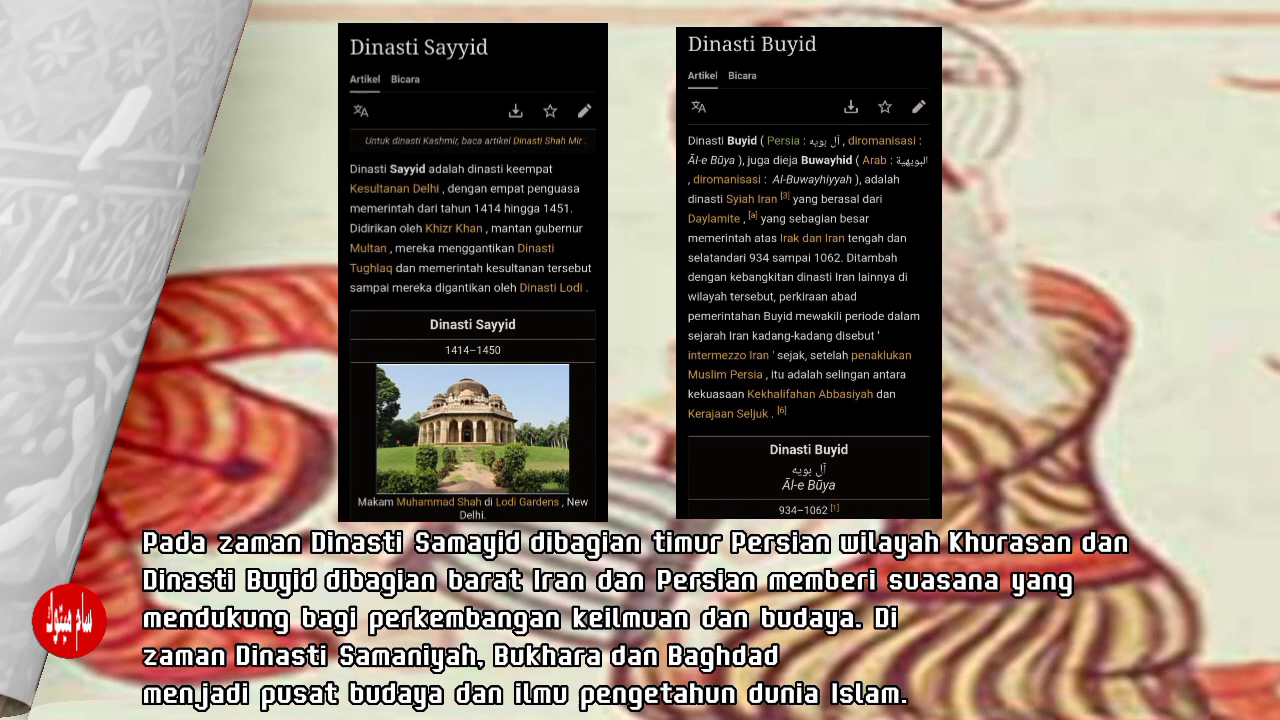 Dinasti Sayyid
Artikel Bicara
Untuk dinasti Kashmir, baca artikel Dinasti Shah Mir .
Dinasti Sayyid adalah dinasti keempat
Kesultanan Delhi , dengan empat penguasa
memerintah dari tahun 1414 hingga 1451.
Didirikan oleh Khizr Khan , mantan gubernur
Multan , mereka menggantikan Dinasti
Tughlaq dan memerintah kesultanan tersebut
sampai mereka digantikan oleh Dinasti Lodi .
Dinasti Sayyid
1414–1450
Makam Muhammad Shah di Lodi Gardens , New
Delhi.
Dinasti Buyid
Artikel Bicara
Dinasti Buyid ( Persia : آل بویه , diromanisasi :
Āl-e Būya ), juga dieja Buwayhid ( Arab : البويهية
, diromanisasi : Al-Buwayhiyyah ), adalah
dinasti Syiah Iran [3] yang berasal dari
Daylamite , [a] yang sebagian besar
memerintah atas Irak dan Iran tengah dan
selatandari 934 sampai 1062. Ditambah
dengan kebangkitan dinasti Iran lainnya di
wilayah tersebut, perkiraan abad
pemerintahan Buyid mewakili periode dalam
sejarah Iran kadang-kadang disebut '
intermezzo Iran ' sejak, setelah penaklukan
Muslim Persia , itu adalah selingan antara
kekuasaan Kekhalifahan Abbasiyah dan
Kerajaan Seljuk . [6]
Dinasti Buyid
آل بویه
Āl-e Būya
934–1062 [1]
Pada zaman Dinasti Samayid dibagian timur Persian wilayah Khurasan dan
Dinasti Buyid dibagian barat Iran dan Persian memberi suasana yang
mendukung bagi perkembangan keilmuan dan budaya. Di
zaman Dinasti Samaniyah, Bukhara dan Baghdad
menjadi pusat budaya dan ilmu pengetahun dunia Islam.